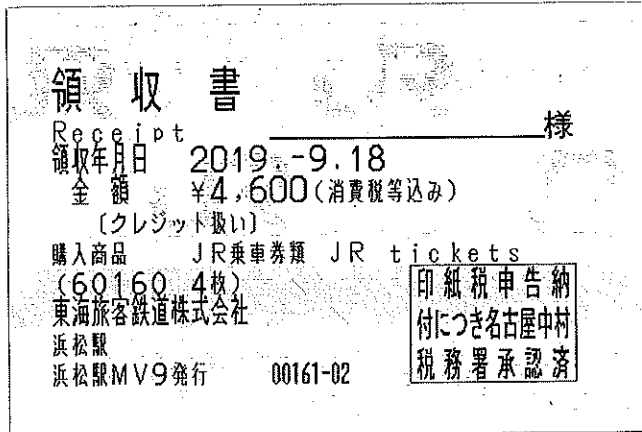 領収書
Receipt 様
領収年月日 2019.-9.18
金額 ¥4,600(消費税等込み)
〔クレジット扱い〕
購入商品 JR乗車券類 JR tickets
(60160 4枚)
東海旅客鉄道株式会社
浜松駅
浜松駅MV9発行 00161-02
印紙税申告納
付につき名古屋中村
税務署承認済